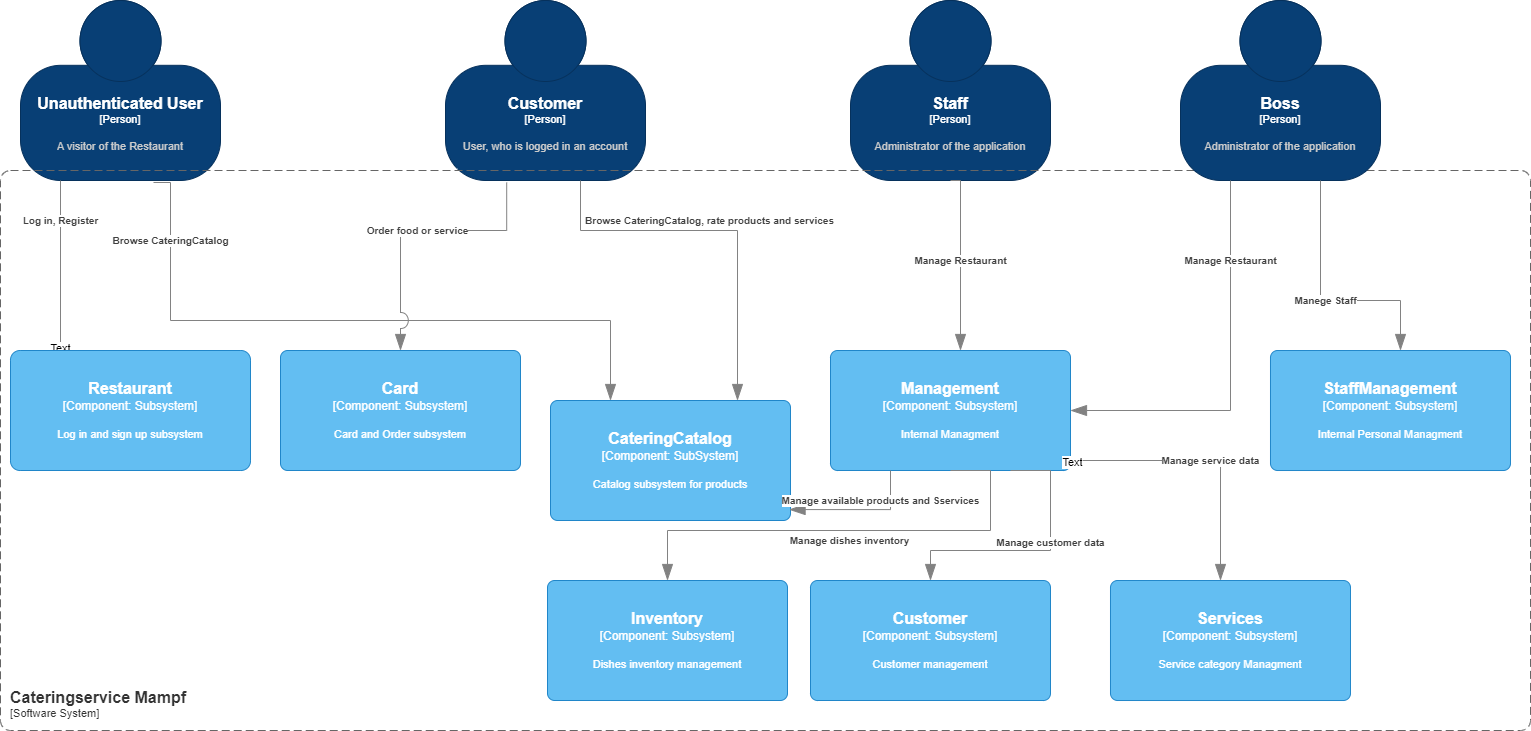 Unauthenticated User
[Person]
A visitor of the Restaurant
Customer
[Person]
User, who is logged in an account
Staff
[Person]
Administrator of the application
Boss
[Person]
Administrator of the application
Log in, Register
Browse CateringCatalog
Order food or service
Browse CateringCatalog, rate products and services
Manage Restaurant
Manage Restaurant
Manege Staff
Text
Restaurant
[Component: Subsystem]
Log in and sign up subsystem
Card
[Component: Subsystem]
Card and Order subsystem
CateringCatalog
[Component: SubSystem]
Catalog subsystem for products
Management
[Component: Subsystem]
Internal Managment
StaffManagement
[Component: Subsystem]
Internal Personal Managment
Text
Manage service data
Manage available products and Sservices
Manage dishes inventory
Manage customer data
Inventory
[Component: Subsystem]
Dishes inventory management
Customer
[Component: Subsystem]
Customer management
Services
[Component: Subsystem]
Service category Managment
Cateringservice Mampf
[Software System]